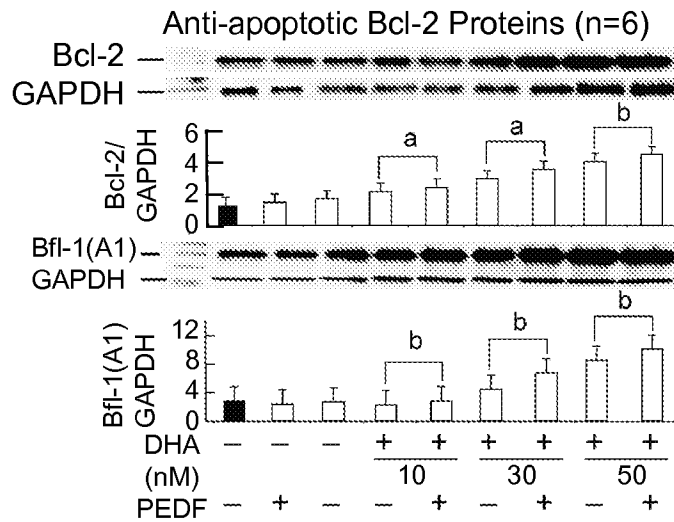 Anti-apoptotic Bcl-2 Proteins (n=6)
Bcl-2
GAPDH
Bcl-2/
GAPDH
6
4
2
0
a
a
b
Bfl-1(A1)
GAPDH
Bfl-1(A1)
GAPDH
12
8
4
0
b
b
b
DHA − − − + + + + + +
(nM) 10 30 50
PEDF − + − − + − + − +